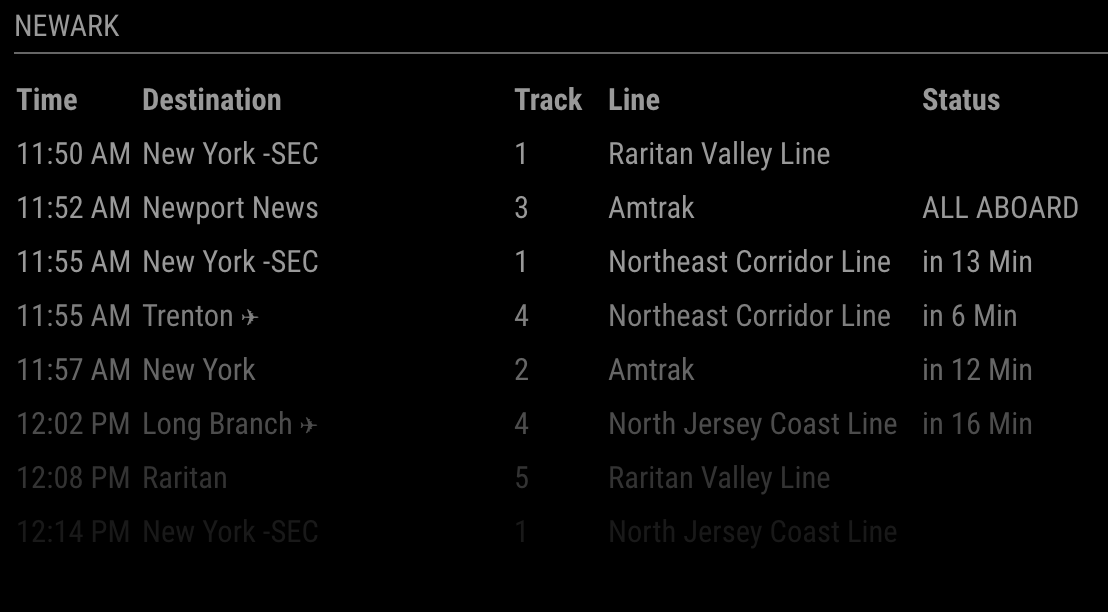 NEWARK
Time Destination Track Line Status
11:50 AM New York -SEC 1 Raritan Valley Line
11:52 AM Newport News 3 Amtrak ALL ABOARD
11:55 AM New York -SEC 1 Northeast Corridor Line in 13 Min
11:55 AM Trenton ✈ 4 Northeast Corridor Line in 6 Min
11:57 AM New York 2 Amtrak in 12 Min
12:02 PM Long Branch ✈ 4 North Jersey Coast Line in 16 Min
12:08 PM Raritan 5 Raritan Valley Line
12:14 PM New York -SEC 1 North Jersey Coast Line